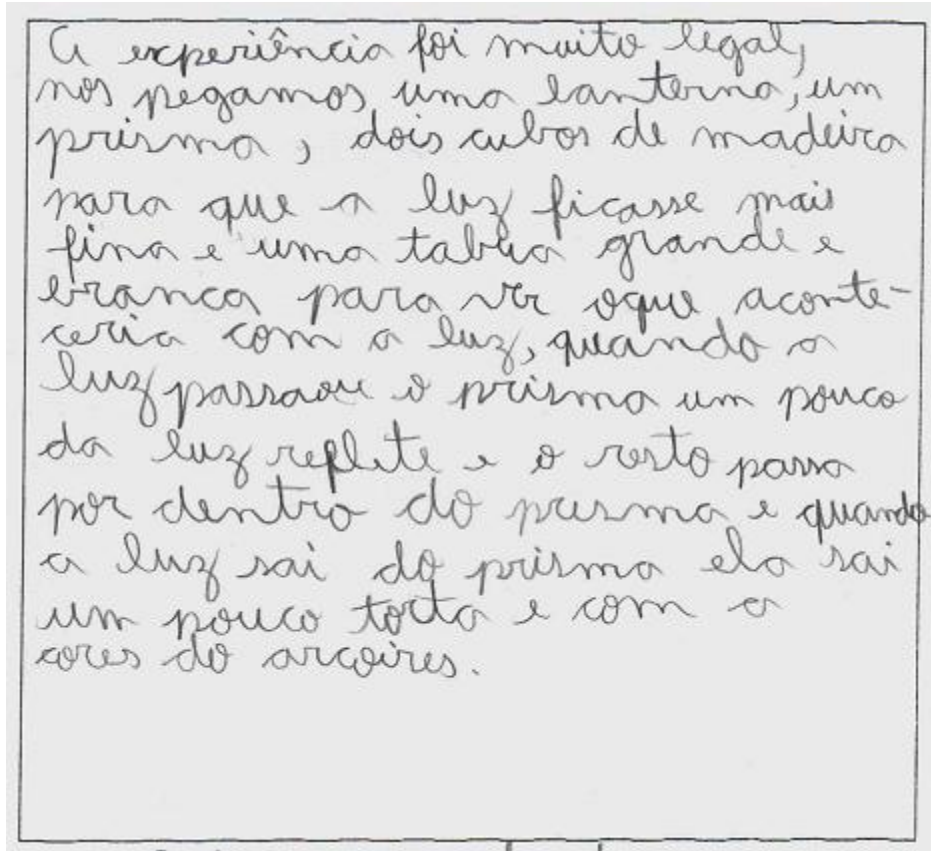 A experiência foi muito legal,
nos pegamos uma lanterna, um
prisma, dois cubos de madeira
para que a luz ficasse mais
fina e uma tabua grande e
branca para ver oque aconte-
ceria com a luz, quando a
luz passa o prisma um pouco
da luz reflete e o resto passa
por dentro do prisma e quando
a luz sai do prisma ela sai
um pouco torta e com a
cores do arcoires.